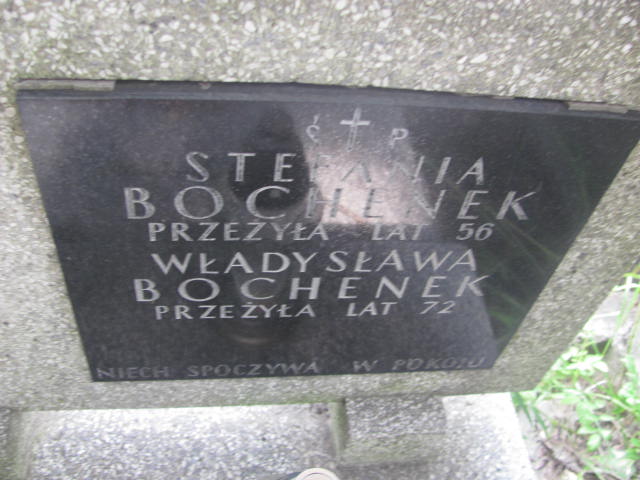 Ś P
STEFANIA
BOCHENEK
PRZEŻYŁA LAT 56
WŁADYSŁAWA
BOCHENEK
PRZEŻYŁA LAT 72
NIECH SPOCZYWA W POKOJU